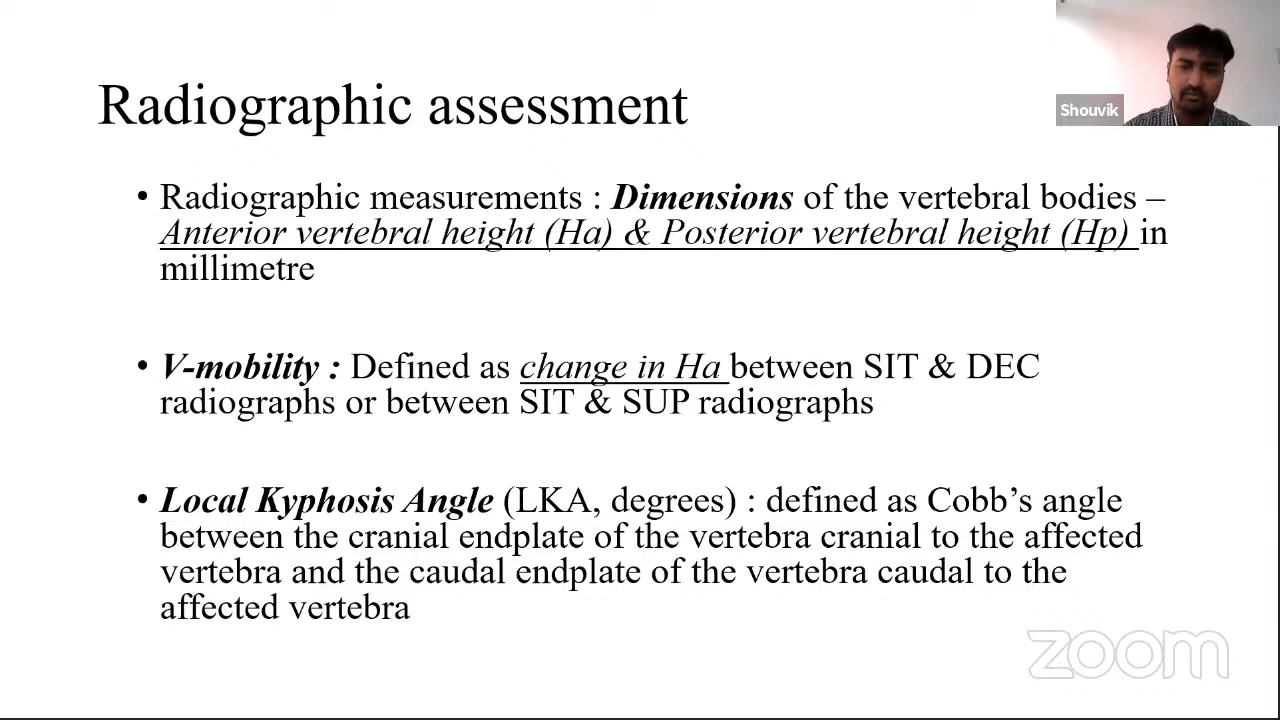 Shouvik
Radiographic assessment
• Radiographic measurements : Dimensions of the vertebral bodies –
Anterior vertebral height (Ha) & Posterior vertebral height (Hp) in
millimetre
• V-mobility : Defined as change in Ha between SIT & DEC
radiographs or between SIT & SUP radiographs
• Local Kyphosis Angle (LKA, degrees) : defined as Cobb’s angle
between the cranial endplate of the vertebra cranial to the affected
vertebra and the caudal endplate of the vertebra caudal to the
affected vertebra
zoom